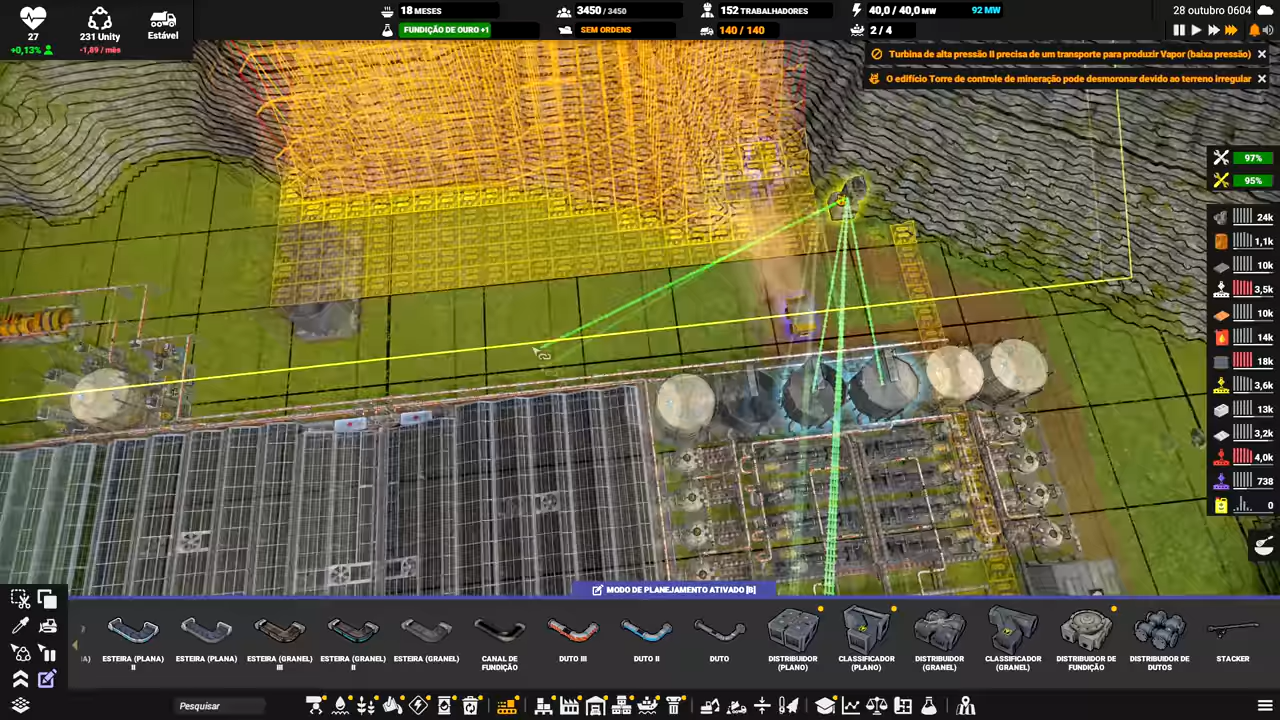 18 MESES
3450 / 3450
152 TRABALHADORES
40,0 / 40,0 MW
92 MW
28 outubro 0604
27
+0,13%
231 Unity
-1,89 / mês
Estável
FUNDIÇÃO DE OURO +1
SEM ORDENS
140 / 140
2 / 4
Turbina de alta pressão II precisa de um transporte para produzir Vapor (baixa pressão)
O edifício Torre de controle de mineração pode desmoronar devido ao terreno irregular
97%
95%
24k
1,1k
10k
3,5k
10k
14k
18k
3,6k
13k
3,2k
4,0k
738
0
MODO DE PLANEJAMENTO ATIVADO [B]
ESTEIRA (PLANA) II
ESTEIRA (PLANA)
ESTEIRA (GRANEL) III
ESTEIRA (GRANEL) II
ESTEIRA (GRANEL)
CANAL DE FUNDIÇÃO
DUTO III
DUTO II
DUTO
DISTRIBUIDOR (PLANO)
CLASSIFICADOR (PLANO)
DISTRIBUIDOR (GRANEL)
CLASSIFICADOR (GRANEL)
DISTRIBUIDOR DE FUNDIÇÃO
DISTRIBUIDOR DE DUTOS
STACKER
Pesquisar